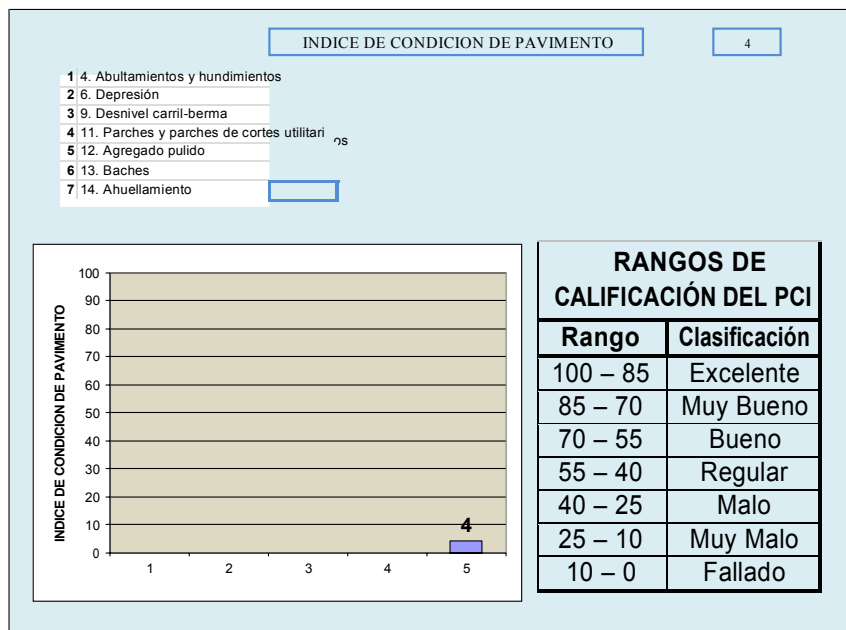 INDICE DE CONDICION DE PAVIMENTO 4
1 4. Abultamientos y hundimientos
2 6. Depresión
3 9. Desnivel carril-berma
4 11. Parches y parches de cortes utilitarios
5 12. Agregado pulido
6 13. Baches
7 14. Ahuellamiento
INDICE DE CONDICION DE PAVIMENTO
100
90
80
70
60
50
40
30
20
10
0
4
1 2 3 4 5
RANGOS DE
CALIFICACIÓN DEL PCI
Rango Clasificación
100 – 85 Excelente
85 – 70 Muy Bueno
70 – 55 Bueno
55 – 40 Regular
40 – 25 Malo
25 – 10 Muy Malo
10 – 0 Fallado